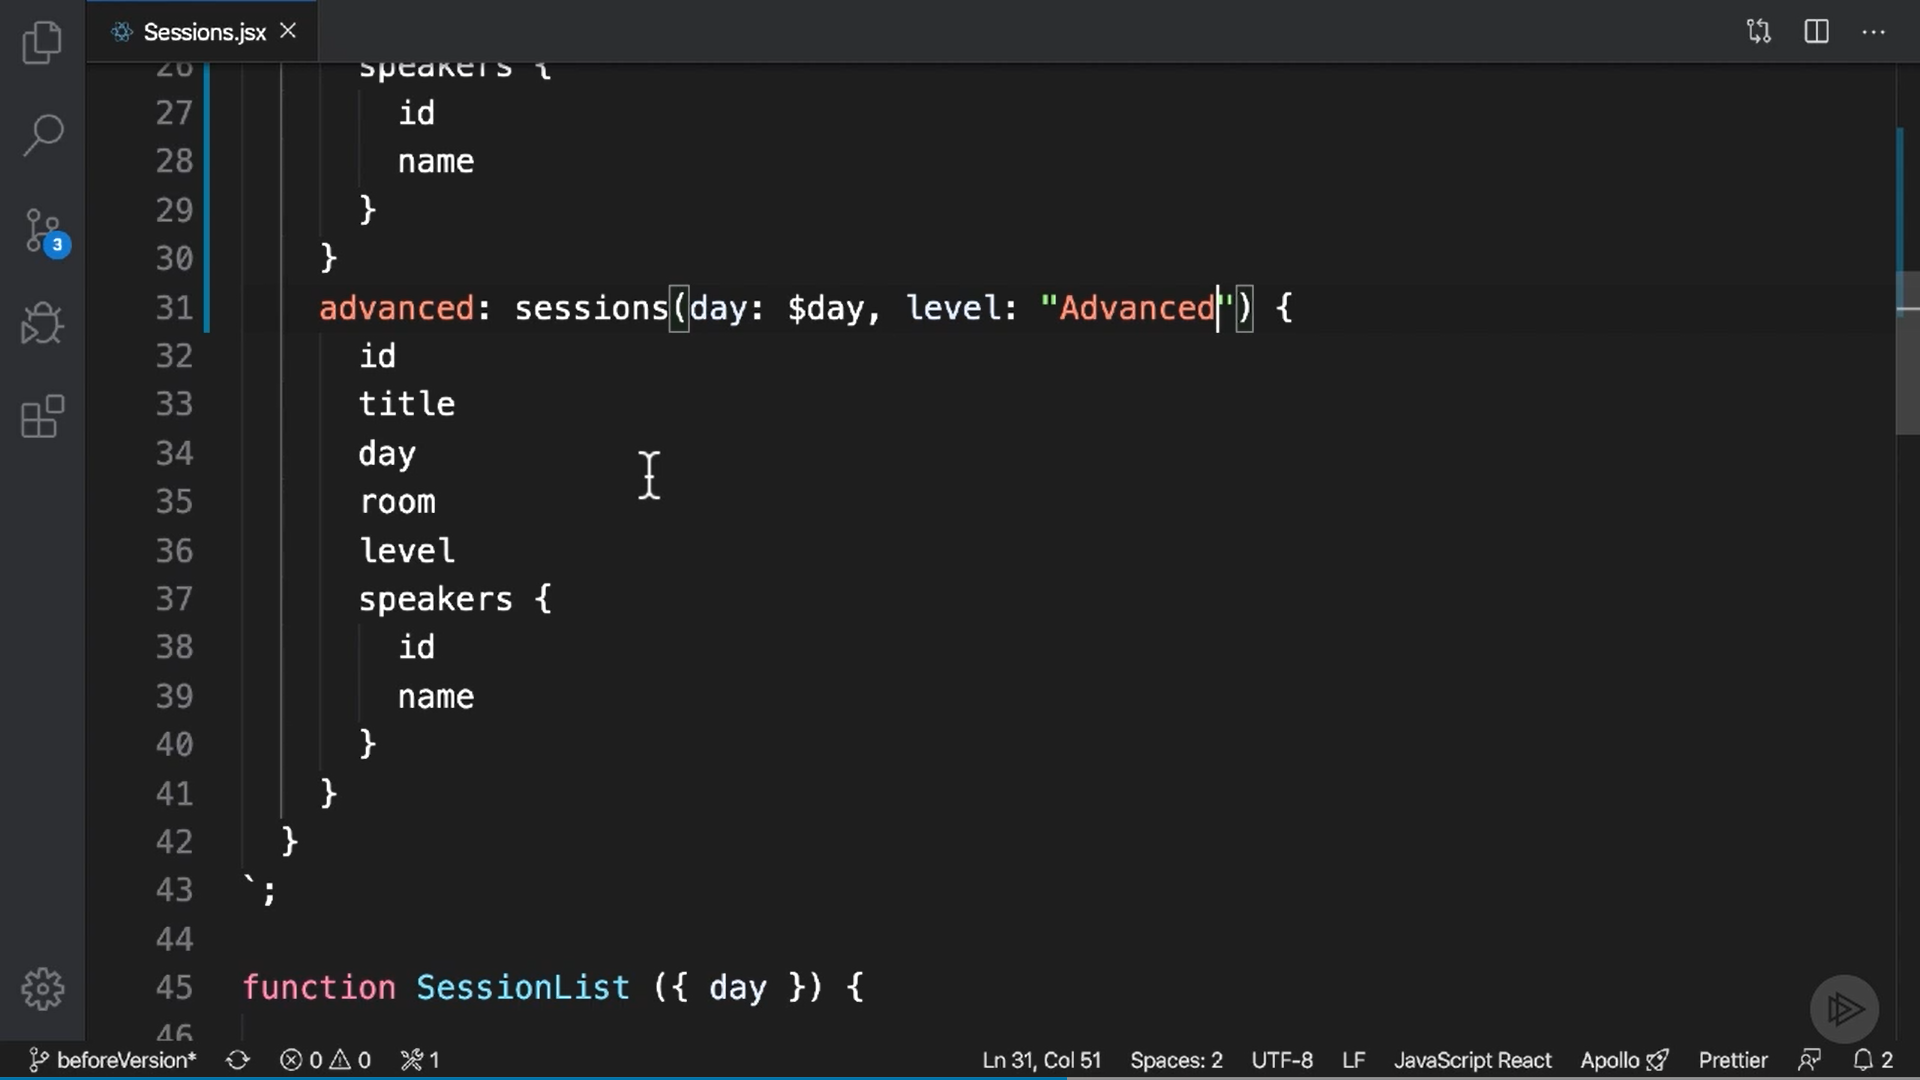 Sessions.jsx
26 speakers {
27 id
28 name
29 }
30 }
31 advanced: sessions(day: $day, level: "Advanced") {
32 id
33 title
34 day
35 room
36 level
37 speakers {
38 id
39 name
40 }
41 }
42 }
43 `;
44
45 function SessionList ({ day }) {
46
3
beforeVersion* 0 0 1 Ln 31, Col 51 Spaces: 2 UTF-8 LF JavaScript React Apollo Prettier 2